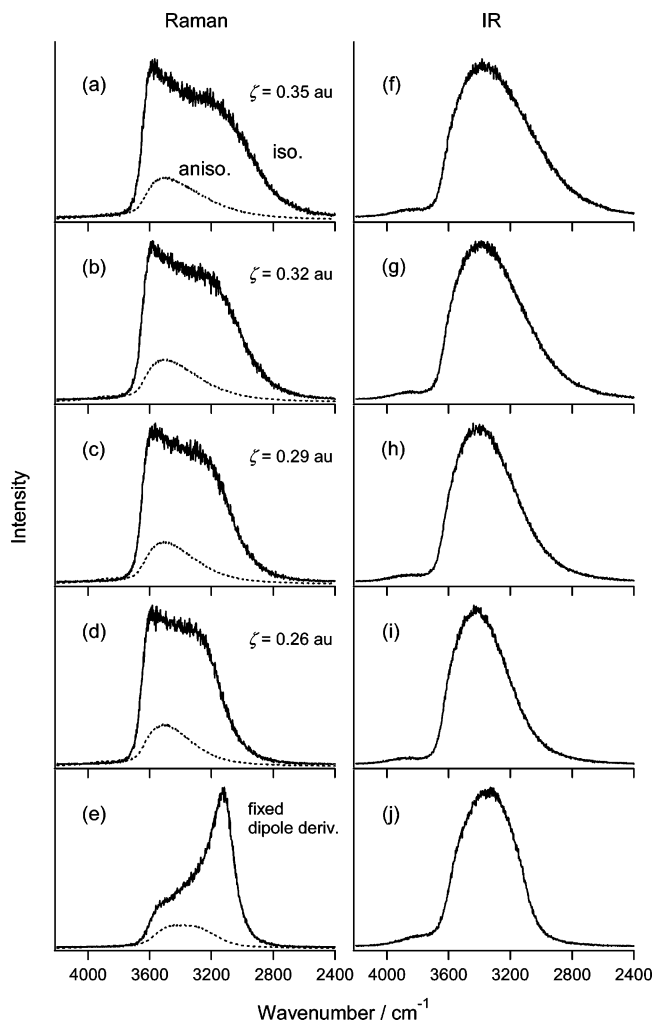 Raman
IR
(a)
ζ = 0.35 au
iso.
aniso.
(f)
(b)
ζ = 0.32 au
(g)
(c)
ζ = 0.29 au
(h)
(d)
ζ = 0.26 au
(i)
(e)
fixed
dipole deriv.
(j)
Intensity
4000 3600 3200 2800 2400
4000 3600 3200 2800 2400
Wavenumber / cm⁻¹